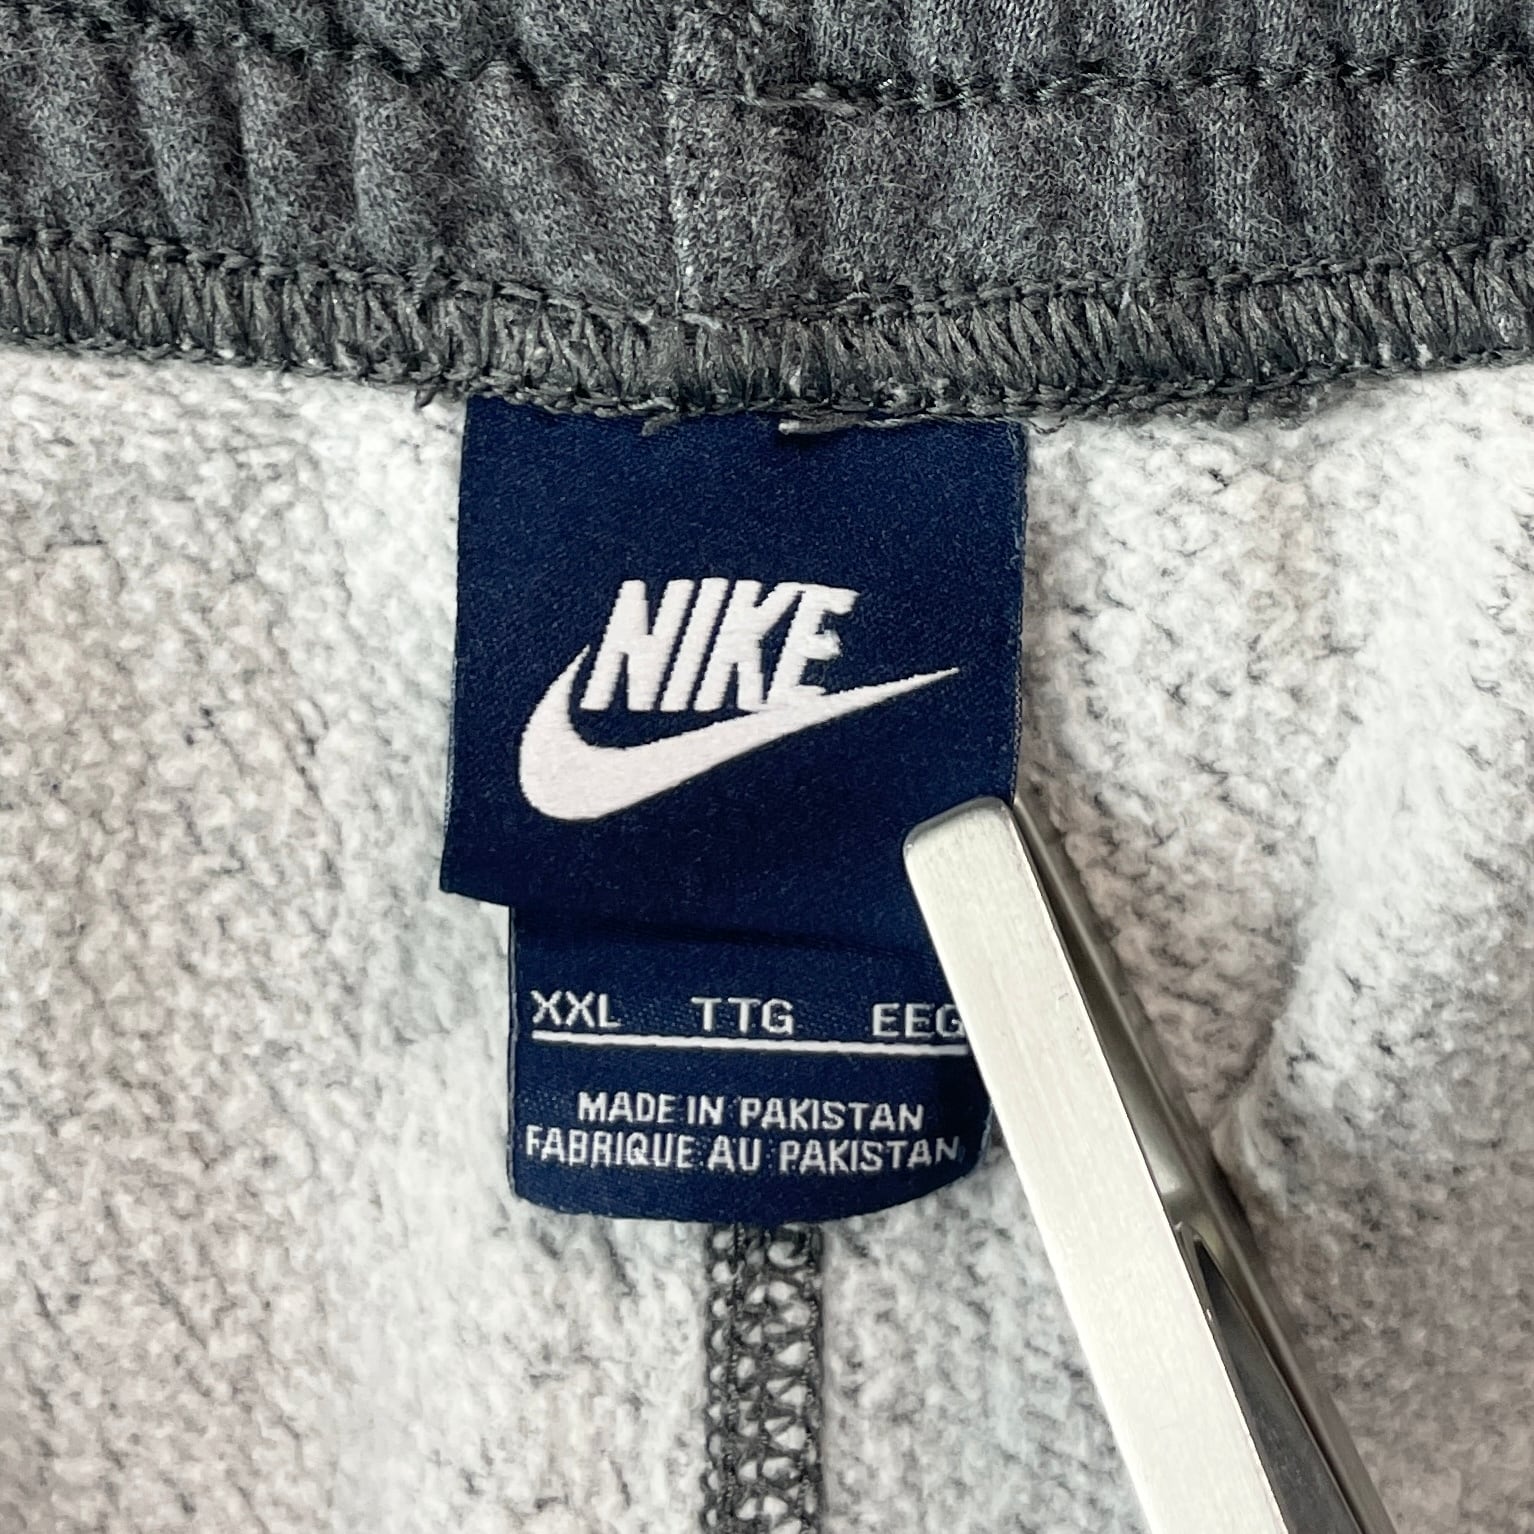 NIKE
XXL TTG EEG
MADE IN PAKISTAN
FABRIQUE AU PAKISTAN